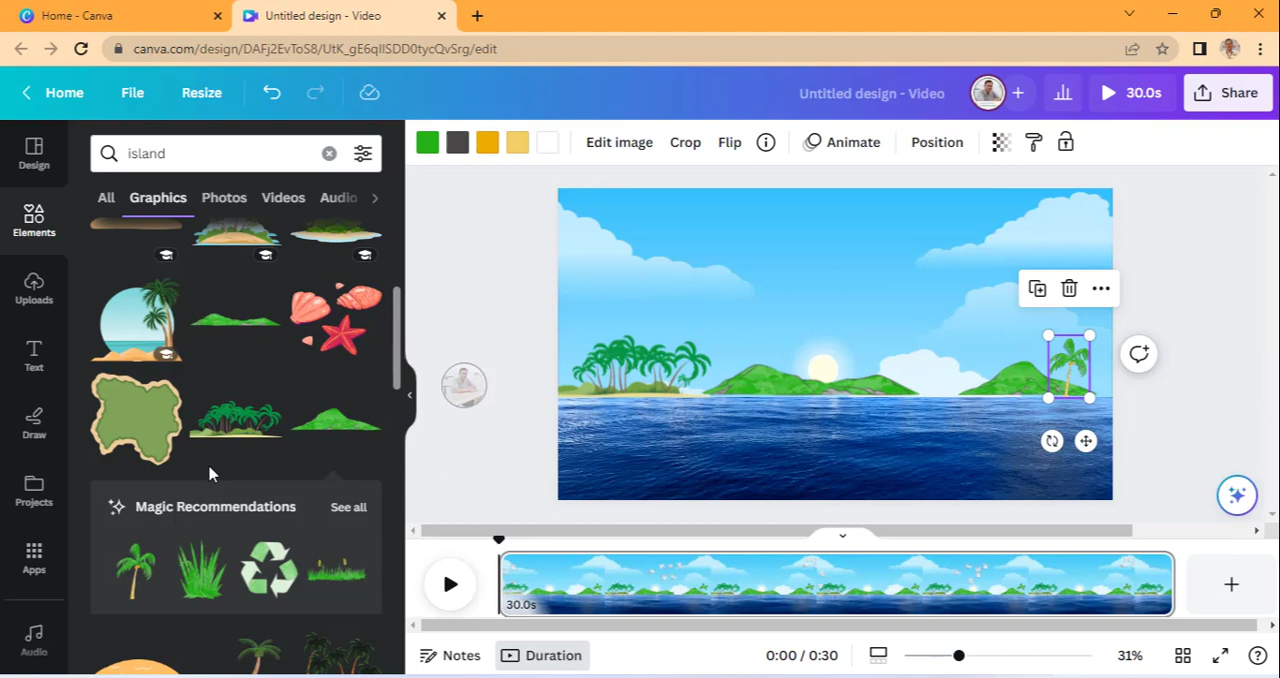 Home - Canva
Untitled design - Video
canva.com/design/DAFj2EvToS8/UtK_gE6qIlSDD0tycQvSrg/edit
Home
File
Resize
Untitled design - Video
30.0s
Share
Design
Elements
Uploads
Text
Draw
Projects
Apps
Audio
island
All
Graphics
Photos
Videos
Audio
Magic Recommendations
See all
Edit image
Crop
Flip
Animate
Position
30.0s
Notes
Duration
0:00 / 0:30
31%